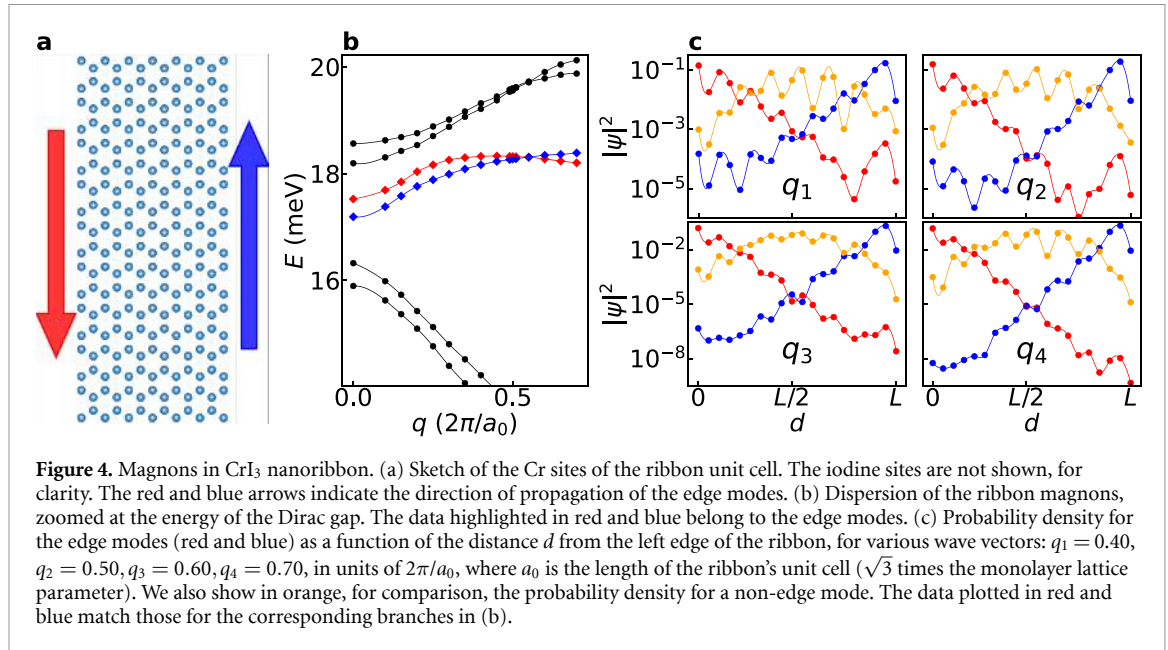 a
b
c
20
18
16
E (meV)
0.0
0.5
q (2π/a₀)
10⁻¹
10⁻³
10⁻⁵
|ψ|²
q₁
q₂
10⁻²
10⁻⁵
10⁻⁸
|ψ|²
q₃
q₄
0
L/2
L
d
0
L/2
L
d
Figure 4. Magnons in CrI₃ nanoribbon. (a) Sketch of the Cr sites of the ribbon unit cell. The iodine sites are not shown, for
clarity. The red and blue arrows indicate the direction of propagation of the edge modes. (b) Dispersion of the ribbon magnons,
zoomed at the energy of the Dirac gap. The data highlighted in red and blue belong to the edge modes. (c) Probability density for
the edge modes (red and blue) as a function of the distance d from the left edge of the ribbon, for various wave vectors: q₁ = 0.40,
q₂ = 0.50, q₃ = 0.60, q₄ = 0.70, in units of 2π/a₀, where a₀ is the length of the ribbon's unit cell (√3 times the monolayer lattice
parameter). We also show in orange, for comparison, the probability density for a non-edge mode. The data plotted in red and
blue match those for the corresponding branches in (b).